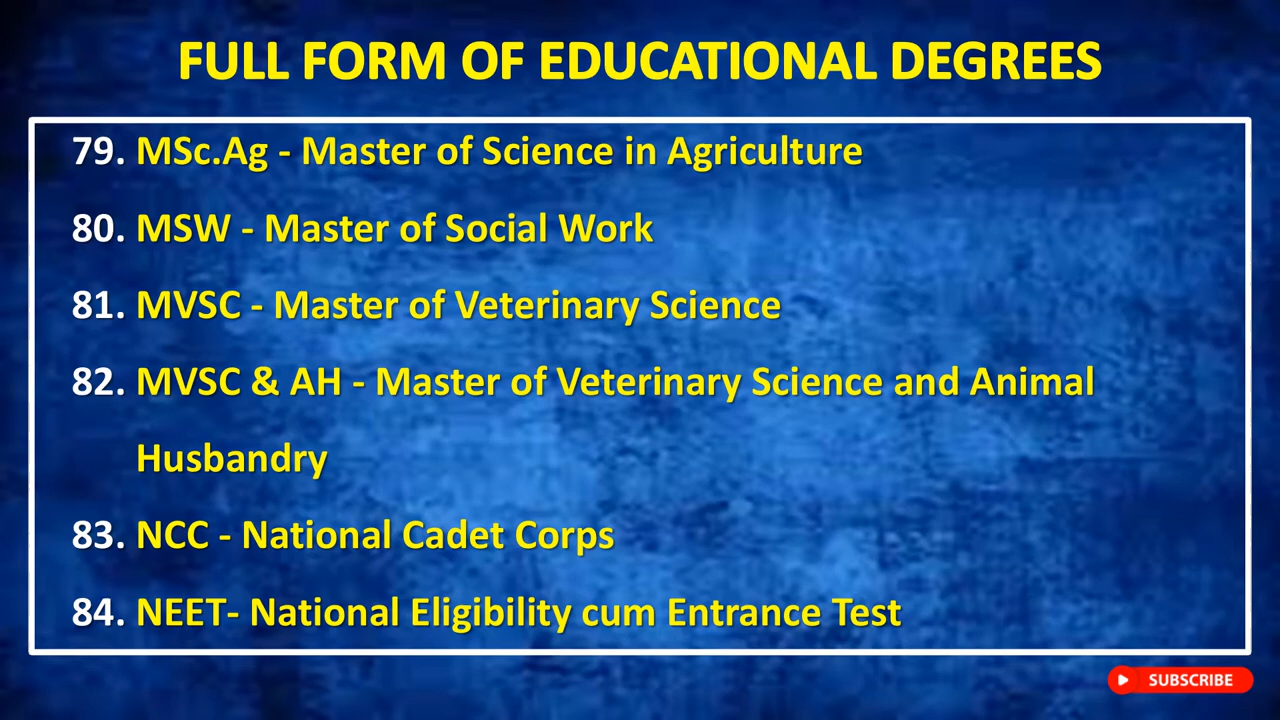 FULL FORM OF EDUCATIONAL DEGREES
79. MSc.Ag - Master of Science in Agriculture
80. MSW - Master of Social Work
81. MVSC - Master of Veterinary Science
82. MVSC & AH - Master of Veterinary Science and Animal
Husbandry
83. NCC - National Cadet Corps
84. NEET- National Eligibility cum Entrance Test
SUBSCRIBE